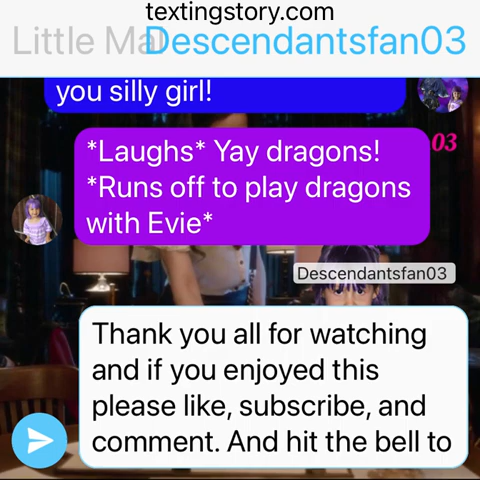 textingstory.com
Little Mal
Descendantsfan03
you silly girl!
03
*Laughs* Yay dragons!
*Runs off to play dragons
with Evie*
Descendantsfan03
Thank you all for watching
and if you enjoyed this
please like, subscribe, and
comment. And hit the bell to